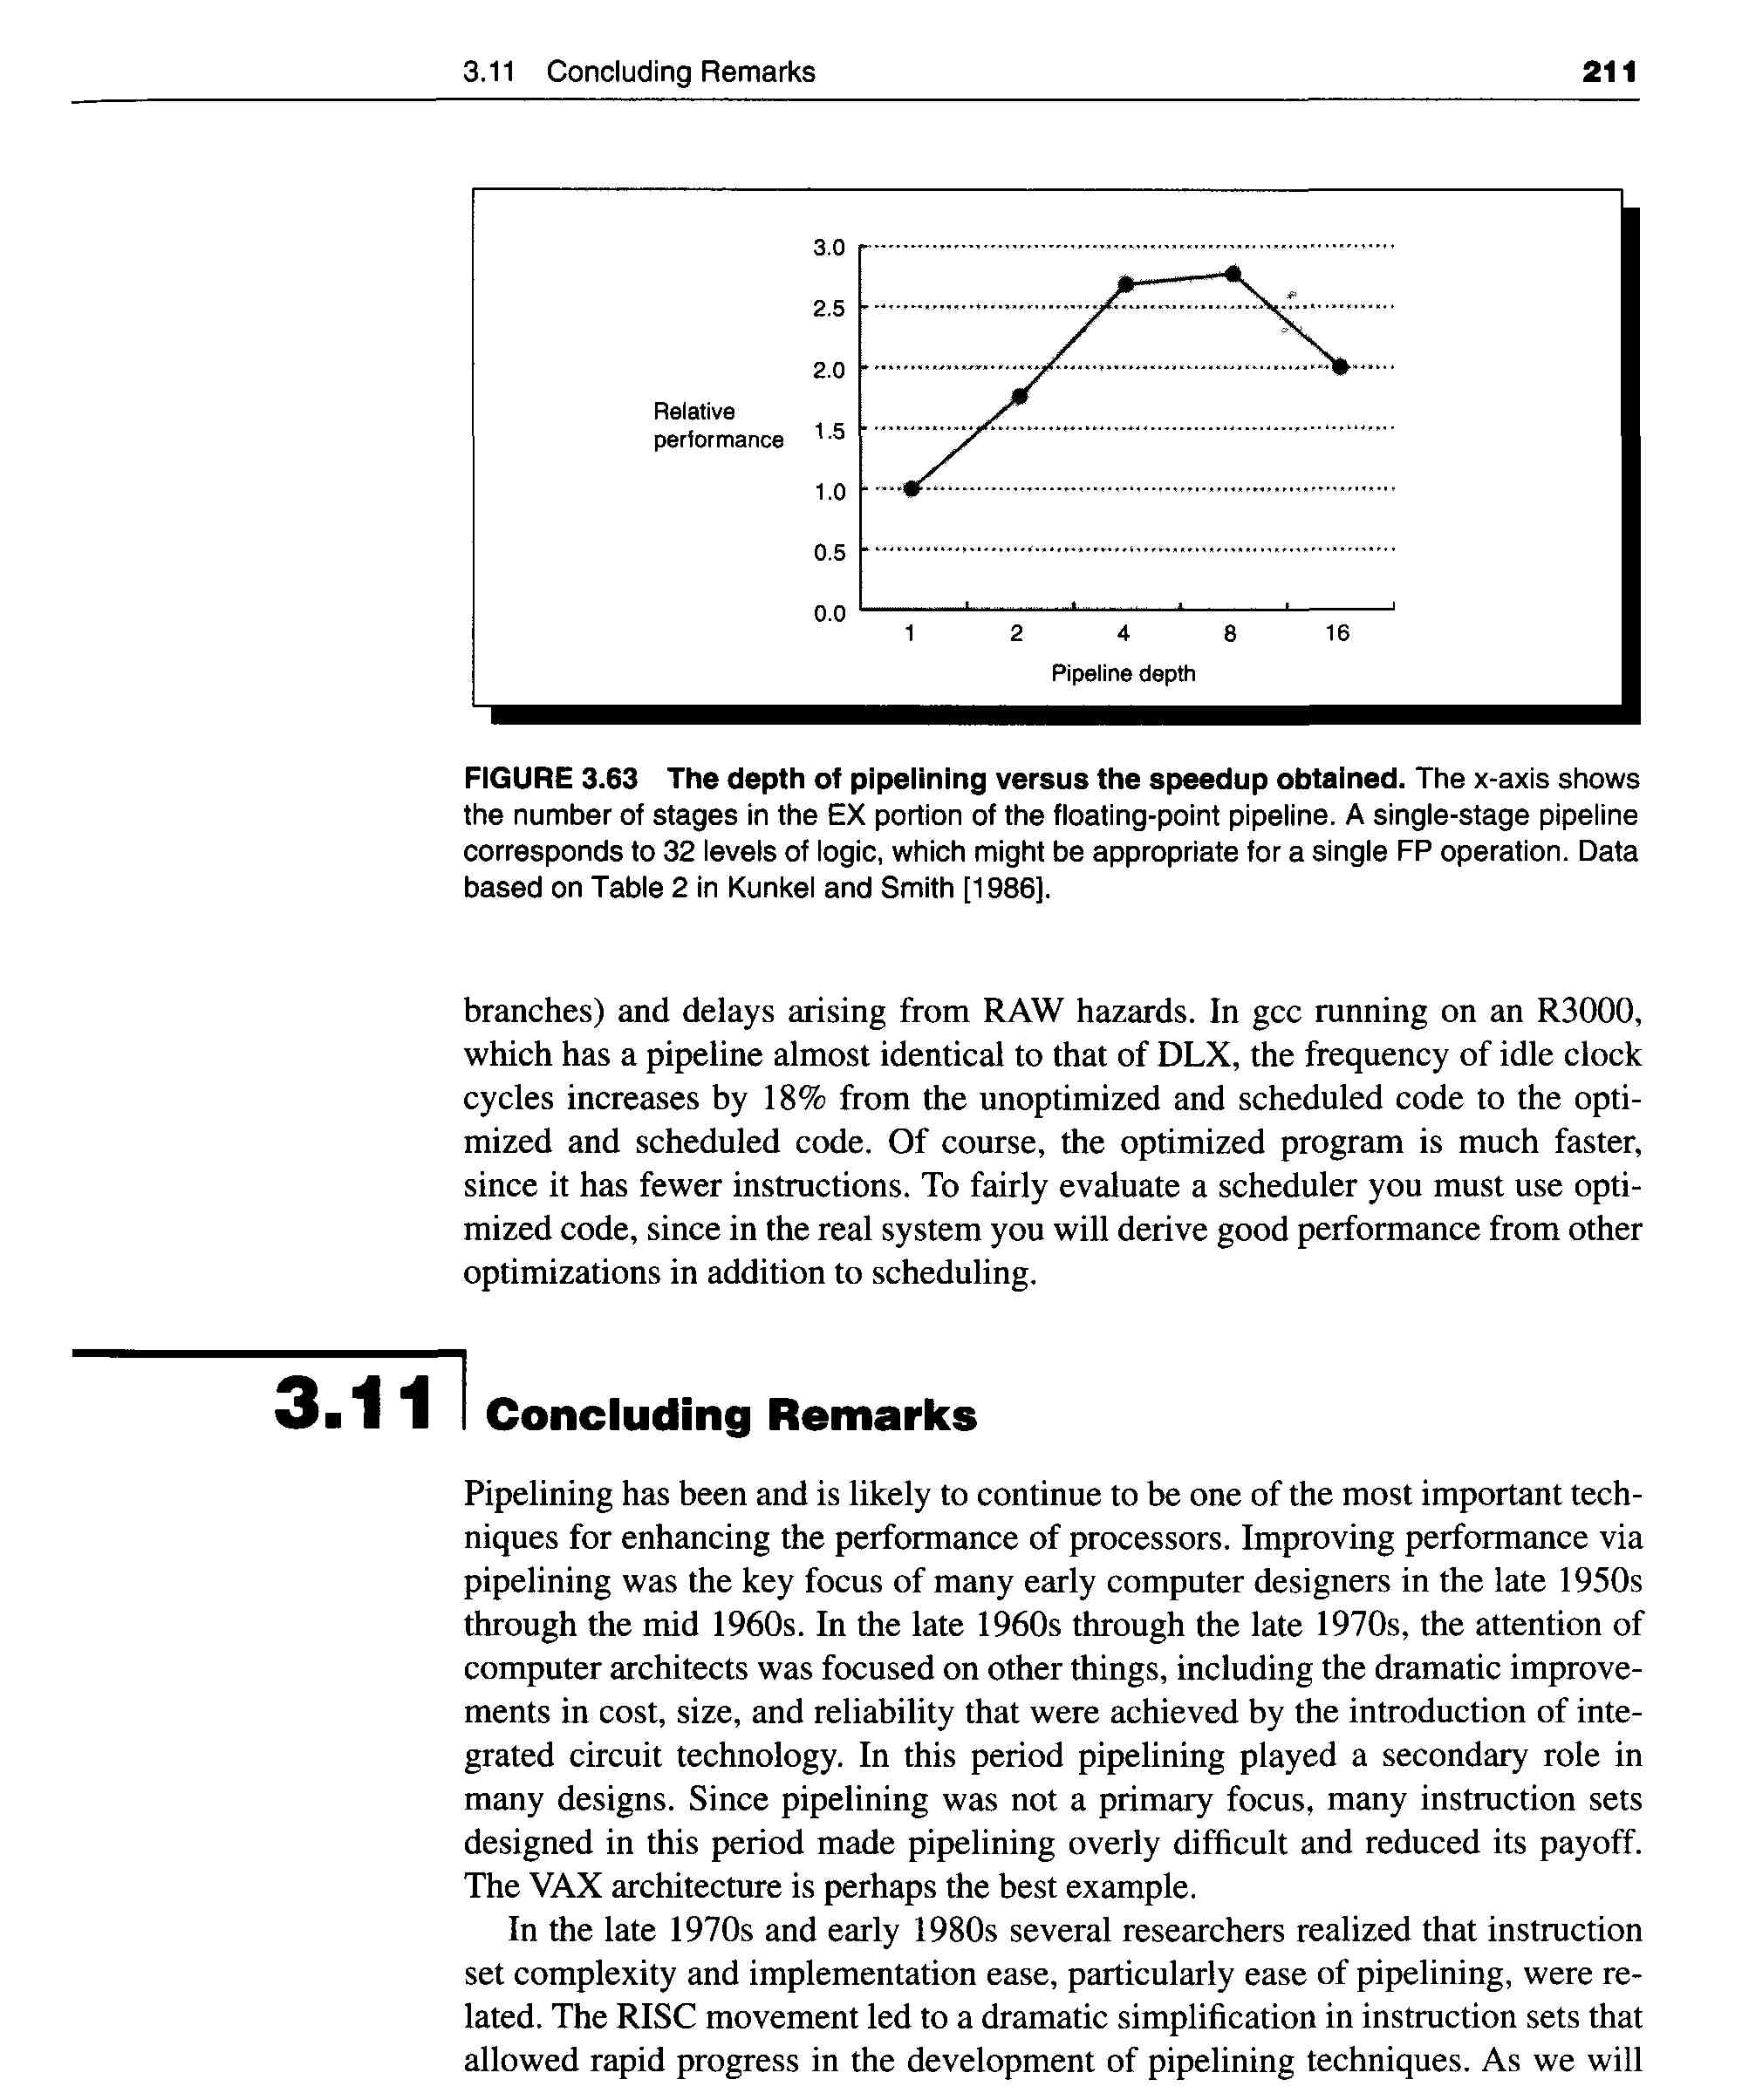 3.11 Concluding Remarks 211
3.0
2.5
2.0
Relative
performance
1.5
1.0
0.5
0.0
1 2 4 8 16
Pipeline depth
FIGURE 3.63 The depth of pipelining versus the speedup obtained. The x-axis shows
the number of stages in the EX portion of the floating-point pipeline. A single-stage pipeline
corresponds to 32 levels of logic, which might be appropriate for a single FP operation. Data
based on Table 2 in Kunkel and Smith [1986].
branches) and delays arising from RAW hazards. In gcc running on an R3000,
which has a pipeline almost identical to that of DLX, the frequency of idle clock
cycles increases by 18% from the unoptimized and scheduled code to the opti-
mized and scheduled code. Of course, the optimized program is much faster,
since it has fewer instructions. To fairly evaluate a scheduler you must use opti-
mized code, since in the real system you will derive good performance from other
optimizations in addition to scheduling.
3.11 Concluding Remarks
Pipelining has been and is likely to continue to be one of the most important tech-
niques for enhancing the performance of processors. Improving performance via
pipelining was the key focus of many early computer designers in the late 1950s
through the mid 1960s. In the late 1960s through the late 1970s, the attention of
computer architects was focused on other things, including the dramatic improve-
ments in cost, size, and reliability that were achieved by the introduction of inte-
grated circuit technology. In this period pipelining played a secondary role in
many designs. Since pipelining was not a primary focus, many instruction sets
designed in this period made pipelining overly difficult and reduced its payoff.
The VAX architecture is perhaps the best example.
In the late 1970s and early 1980s several researchers realized that instruction
set complexity and implementation ease, particularly ease of pipelining, were re-
lated. The RISC movement led to a dramatic simplification in instruction sets that
allowed rapid progress in the development of pipelining techniques. As we will